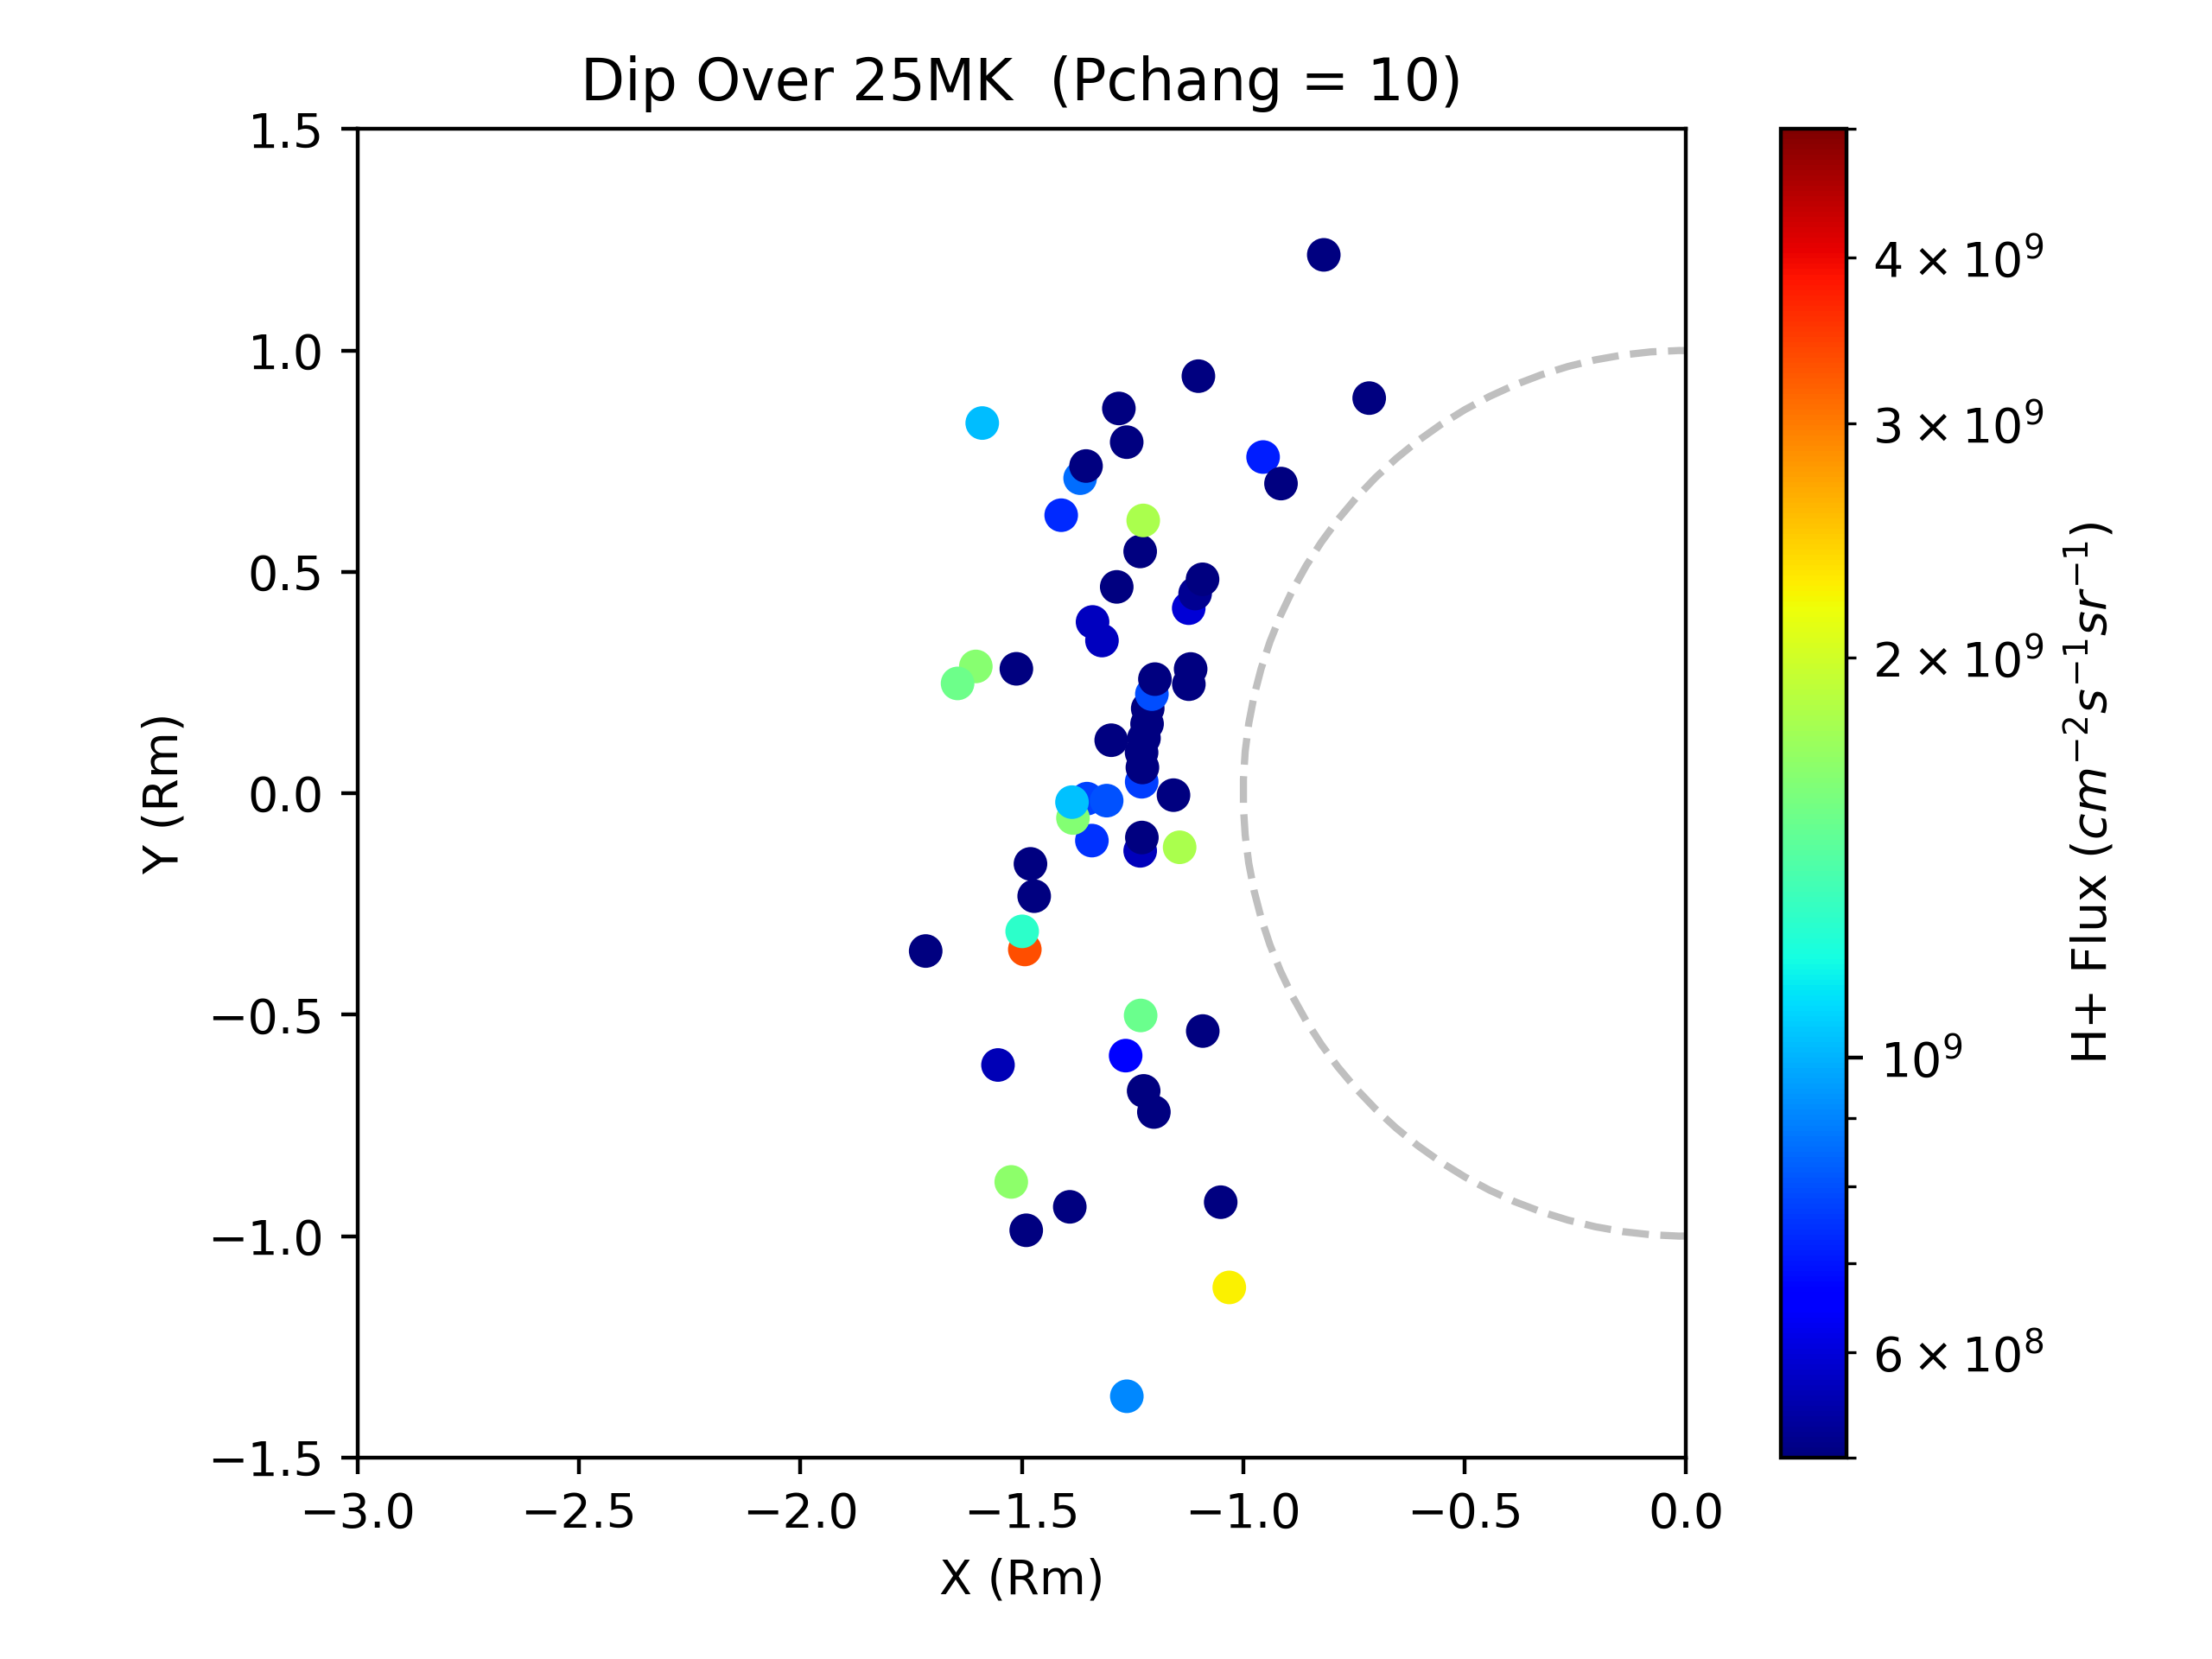 Dip Over 25MK  (Pchang = 10)
1.5
1.0
0.5
0.0
−0.5
−1.0
−1.5
Y (Rm)
−3.0 −2.5 −2.0 −1.5 −1.0 −0.5 0.0
X (Rm)
4 × 10⁹
3 × 10⁹
2 × 10⁹
10⁹
6 × 10⁸
H+ Flux (cm⁻²s⁻¹sr⁻¹)